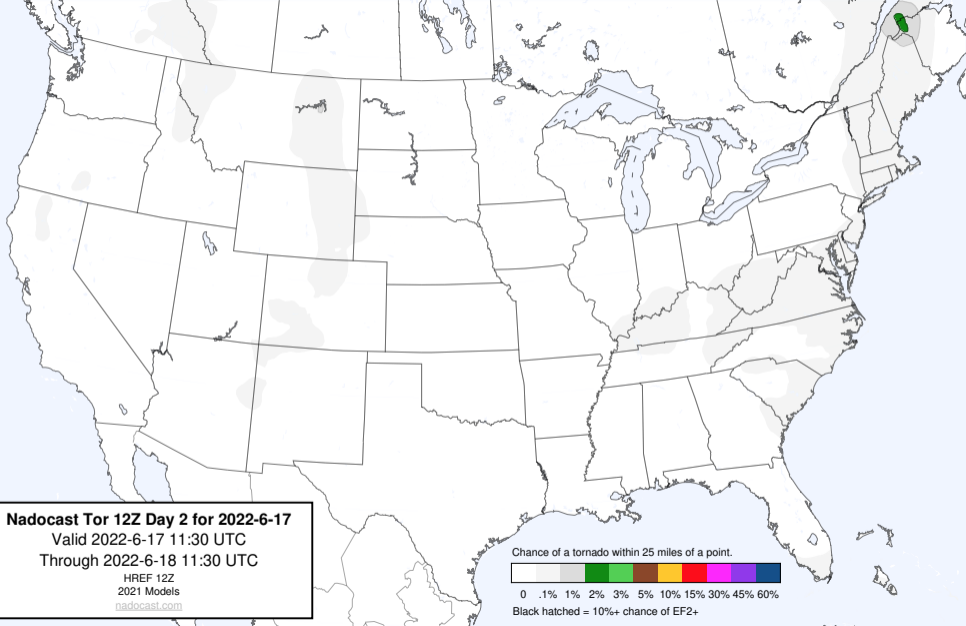 Nadocast Tor 12Z Day 2 for 2022-6-17
Valid 2022-6-17 11:30 UTC
Through 2022-6-18 11:30 UTC
HREF 12Z
2021 Models
nadocast.com
Chance of a tornado within 25 miles of a point.
0 .1% 1% 2% 3% 5% 10% 15% 30% 45% 60%
Black hatched = 10%+ chance of EF2+